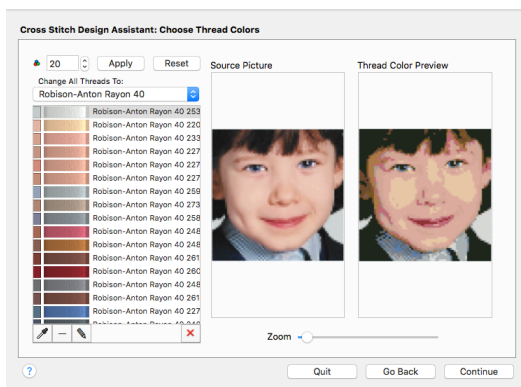 Cross Stitch Design Assistant: Choose Thread Colors
20
Apply
Reset
Source Picture
Thread Color Preview
Change All Threads To:
Robison-Anton Rayon 40
Robison-Anton Rayon 40 253
Robison-Anton Rayon 40 220
Robison-Anton Rayon 40 233
Robison-Anton Rayon 40 227
Robison-Anton Rayon 40 227
Robison-Anton Rayon 40 227
Robison-Anton Rayon 40 259
Robison-Anton Rayon 40 273
Robison-Anton Rayon 40 258
Robison-Anton Rayon 40 248
Robison-Anton Rayon 40 248
Robison-Anton Rayon 40 261
Robison-Anton Rayon 40 260
Robison-Anton Rayon 40 248
Robison-Anton Rayon 40 261
Robison-Anton Rayon 40 227
Zoom
?
Quit
Go Back
Continue